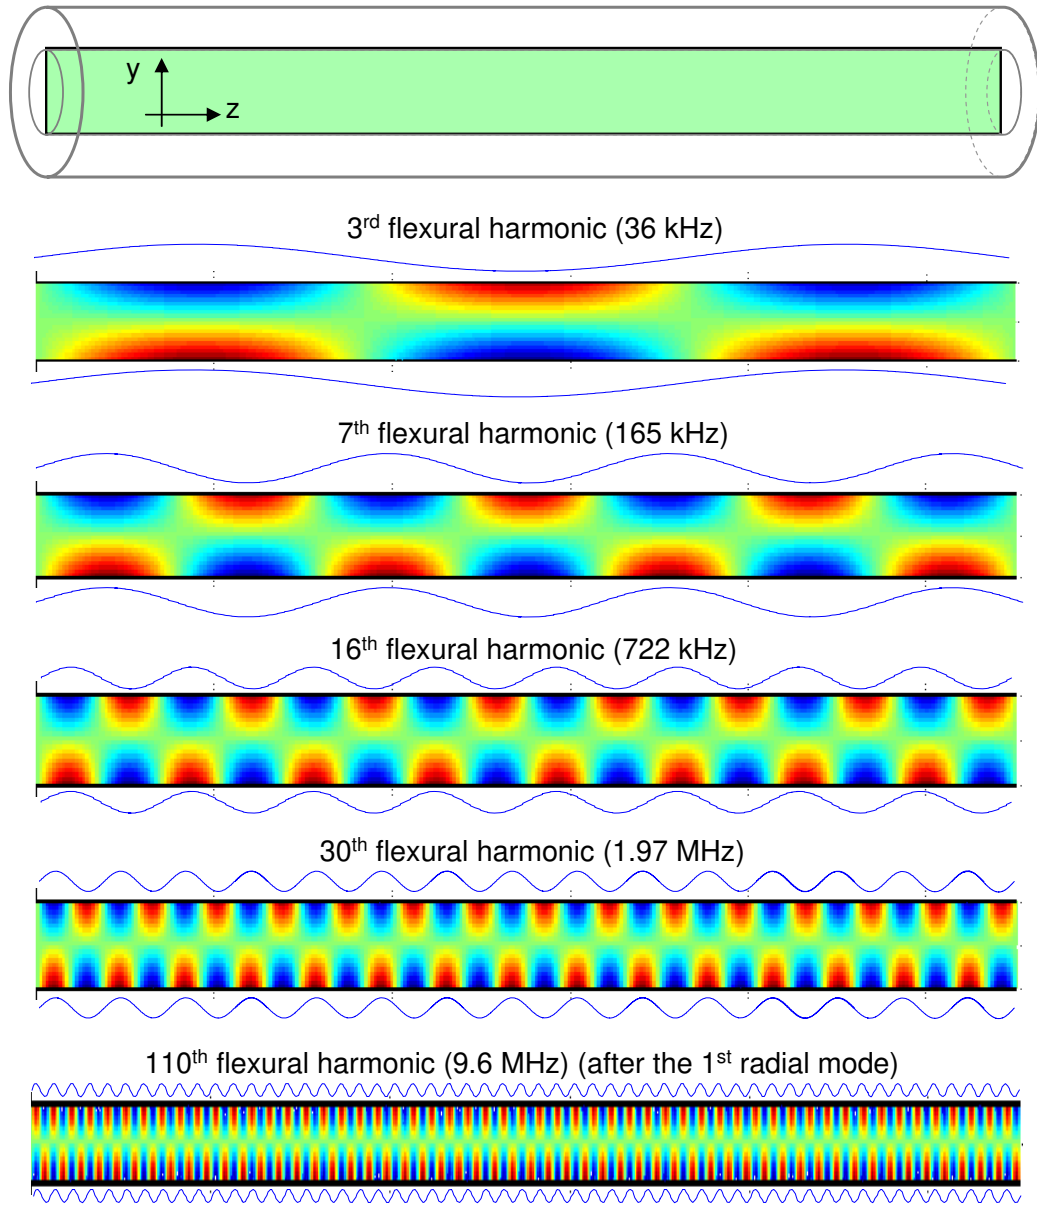 y
z
3rd flexural harmonic (36 kHz)
7th flexural harmonic (165 kHz)
16th flexural harmonic (722 kHz)
30th flexural harmonic (1.97 MHz)
110th flexural harmonic (9.6 MHz) (after the 1st radial mode)